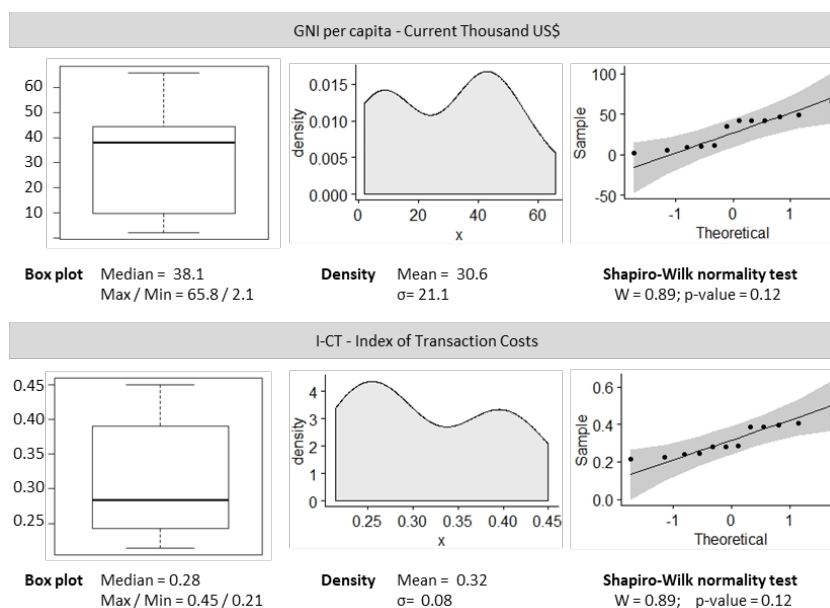 GNI per capita - Current Thousand US$
60
50
40
30
20
10
density
0.015
0.010
0.005
0.000
0 20 40 60
x
Sample
100
50
0
-50
-1 0 1
Theoretical
Box plot Median = 38.1
Max / Min = 65.8 / 2.1
Density Mean = 30.6
σ= 21.1
Shapiro-Wilk normality test
W = 0.89; p-value = 0.12
I-CT - Index of Transaction Costs
0.45
0.40
0.35
0.30
0.25
density
4
3
2
1
0
0.25 0.30 0.35 0.40 0.45
x
Sample
0.6
0.4
0.2
0.0
-1 0 1
Theoretical
Box plot Median = 0.28
Max / Min = 0.45 / 0.21
Density Mean = 0.32
σ= 0.08
Shapiro-Wilk normality test
W = 0.89; p-value = 0.12